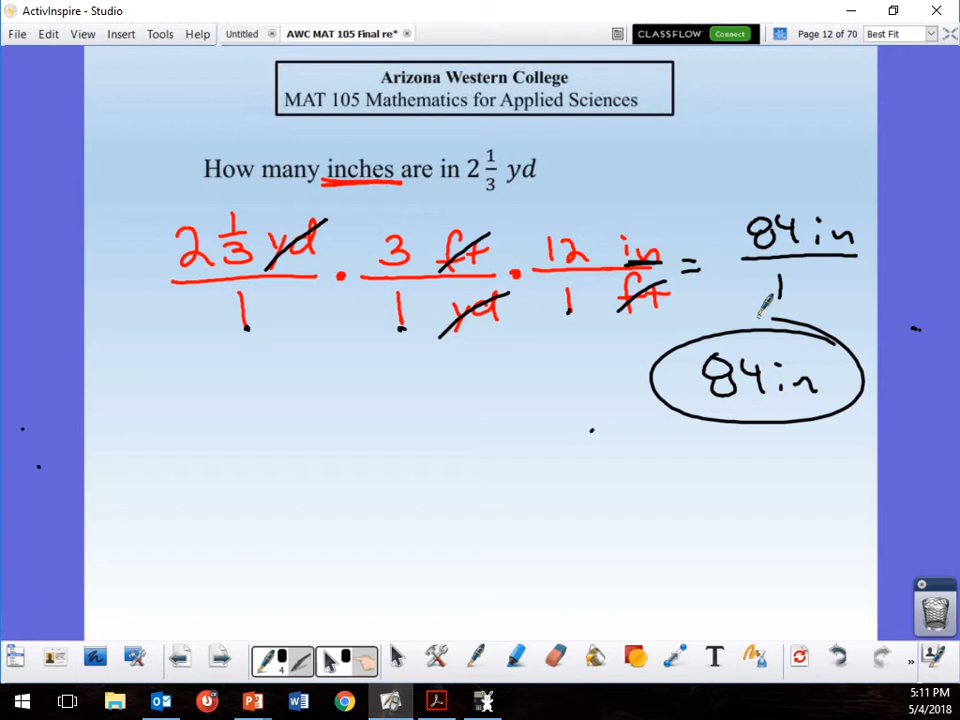 ActivInspire - Studio
File Edit View Insert Tools Help Untitled AWC MAT 105 Final re* CLASSFLOW Connect Page 12 of 70 Best Fit
Arizona Western College
MAT 105 Mathematics for Applied Sciences
How many inches are in 2 1/3 yd
2 1/3 yd / 1 · 3 ft / 1 yd · 12 in / 1 ft = 84 in / 1
84 in
4
T
5:11 PM
5/4/2018